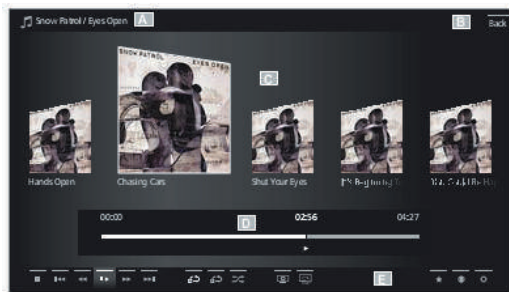 Snow Patrol / Eyes Open A B Back
SNOW PATROL EYES OPEN
C
Hands Open Chasing Cars Shut Your Eyes
00:00 D 02:56 04:27
E